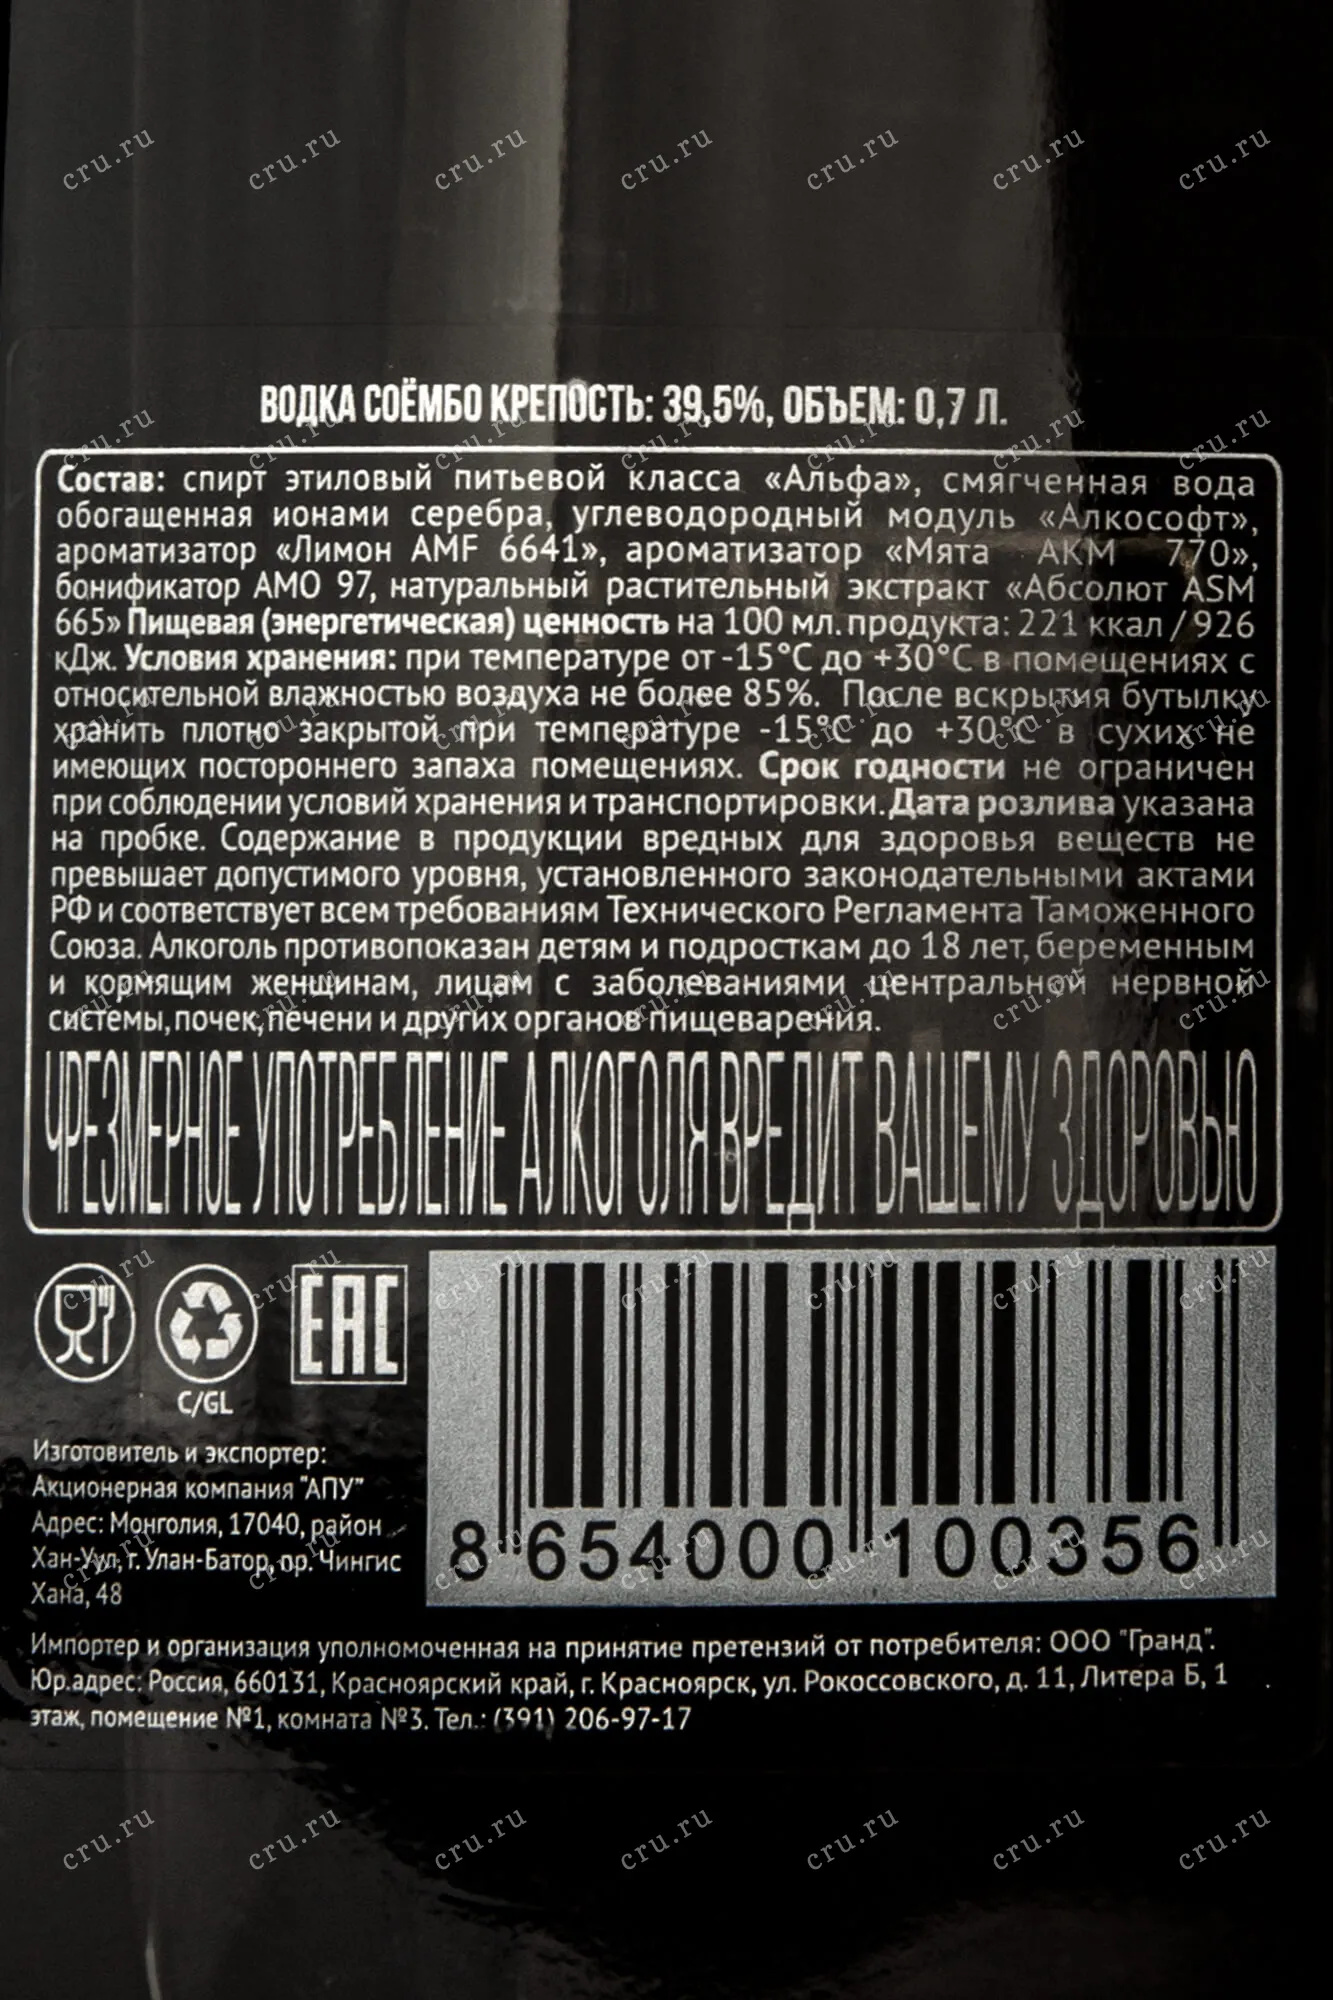 ВОДКА СОЁМБО КРЕПОСТЬ: 39,5%, ОБЪЕМ: 0,7 Л.
Состав: спирт этиловый питьевой класса «Альфа», смягченная вода
обогащенная ионами серебра, углеводородный модуль «Алкософт»,
ароматизатор «Лимон AMF 6641», ароматизатор «Мята АКМ 770»,
бонификатор АМО 97, натуральный растительный экстракт «Абсолют ASM
665» Пищевая (энергетическая) ценность на 100 мл. продукта: 221 ккал / 926
кДж. Условия хранения: при температуре от -15°С до +30°С в помещениях с
относительной влажностью воздуха не более 85%. После вскрытия бутылку
хранить плотно закрытой при температуре -15°С до +30°С в сухих не
имеющих постороннего запаха помещениях. Срок годности не ограничен
при соблюдении условий хранения и транспортировки. Дата розлива указана
на пробке. Содержание в продукции вредных для здоровья веществ не
превышает допустимого уровня, установленного законодательными актами
РФ и соответствует всем требованиям Технического Регламента Таможенного
Союза. Алкоголь противопоказан детям и подросткам до 18 лет, беременным
и кормящим женщинам, лицам с заболеваниями центральной нервной
системы, почек, печени и других органов пищеварения.
ЧРЕЗМЕРНОЕ УПОТРЕБЛЕНИЕ АЛКОГОЛЯ ВРЕДИТ ВАШЕМУ ЗДОРОВЬЮ
EAC
C/GL
Изготовитель и экспортер:
Акционерная компания "АПУ"
Адрес: Монголия, 17040, район
Хан-Уул, г. Улан-Батор, пр. Чингис
Хана, 48
8 654000 100356
Импортер и организация уполномоченная на принятие претензий от потребителя: ООО "Гранд".
Юр.адрес: Россия, 660131, Красноярский край, г. Красноярск, ул. Рокоссовского, д. 11, Литера Б, 1
этаж, помещение №1, комната №3. Тел.: (391) 206-97-17
cru.ru